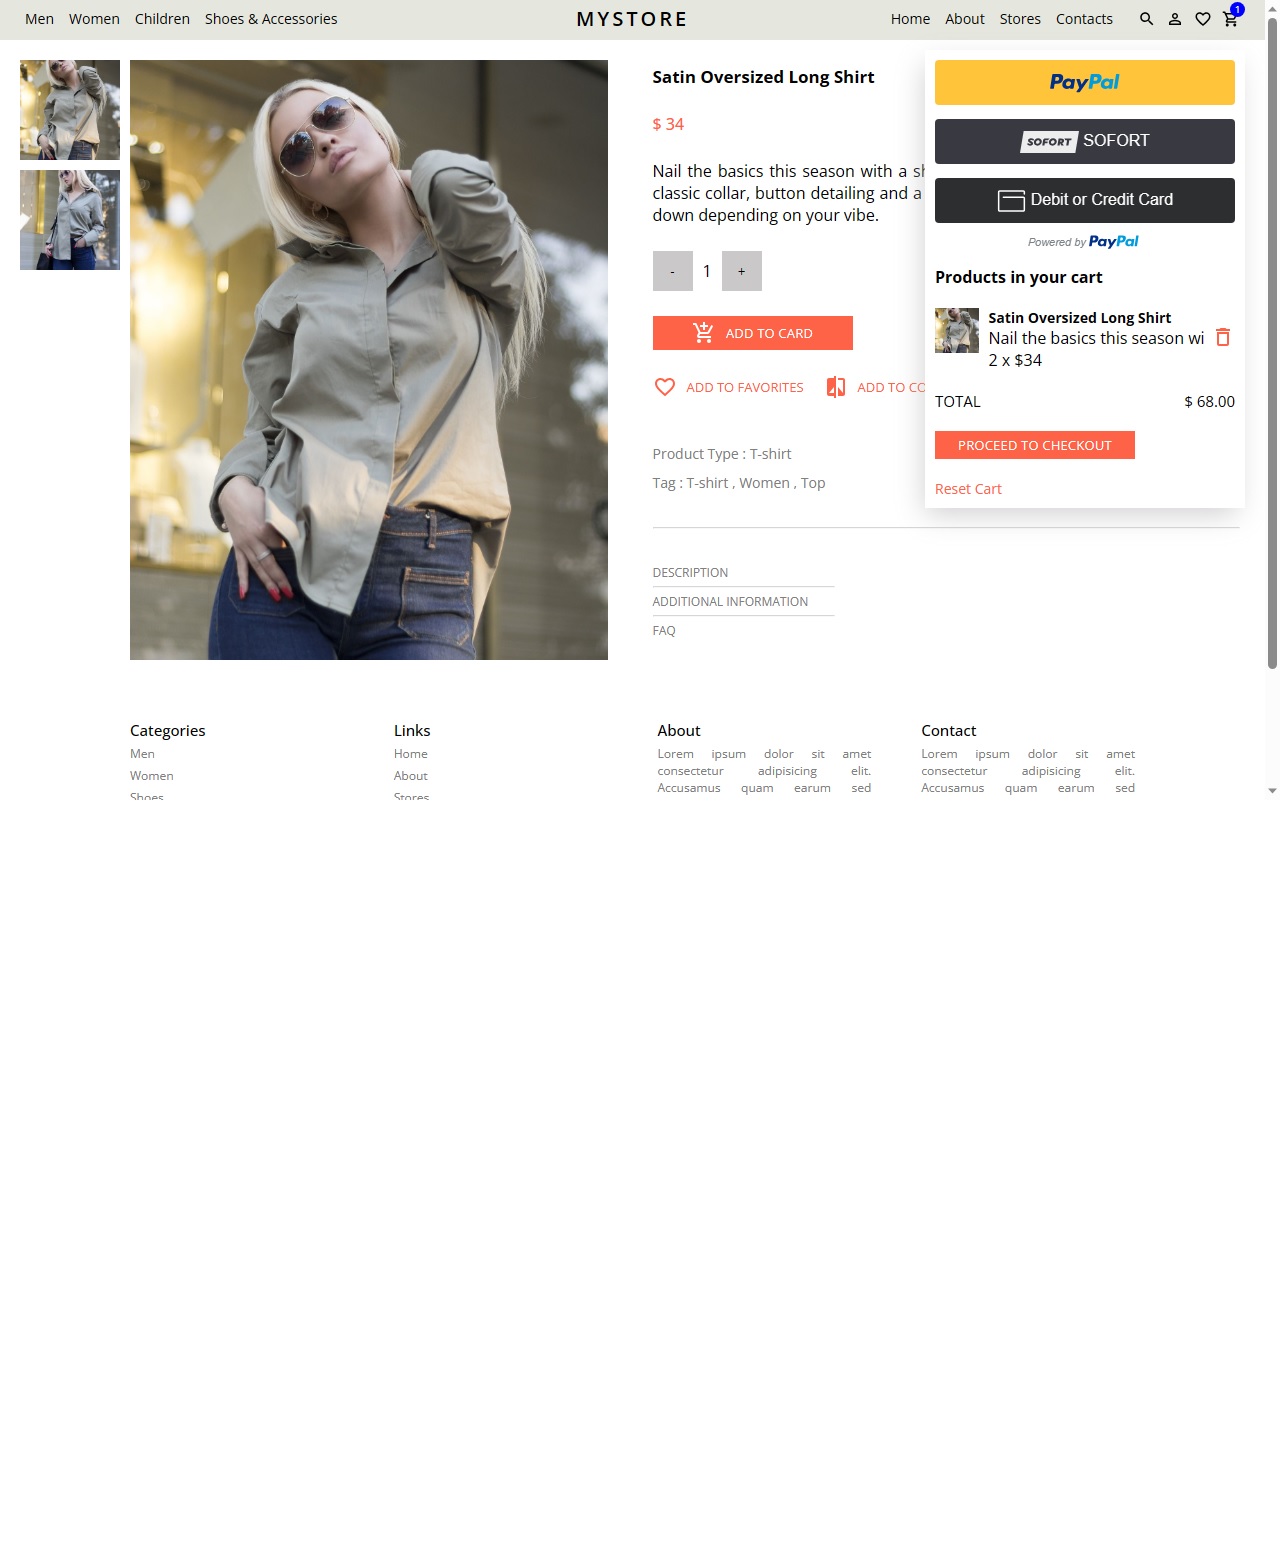 Men Women Children Shoes & Accessories MYSTORE Home About Stores Contacts 1
Satin Oversized Long Shirt
$ 34
Nail the basics this season with a
classic collar, button detailing and a
down depending on your vibe.
- 1 +
ADD TO CARD
ADD TO FAVORITES ADD TO
Product Type : T-shirt
Tag : T-shirt , Women , Top
DESCRIPTION
ADDITIONAL INFORMATION
FAQ
PayPal
SOFORT SOFORT
Debit or Credit Card
Powered by PayPal
Products in your cart
Satin Oversized Long Shirt
Nail the basics this season wi
2 x $34
TOTAL $ 68.00
PROCEED TO CHECKOUT
Reset Cart
Categories
Men
Women
Shoes
Links
Home
About
Stores
About
Lorem ipsum dolor sit amet
consectetur adipisicing elit.
Accusamus quam earum sed
Contact
Lorem ipsum dolor sit amet
consectetur adipisicing elit.
Accusamus quam earum sed